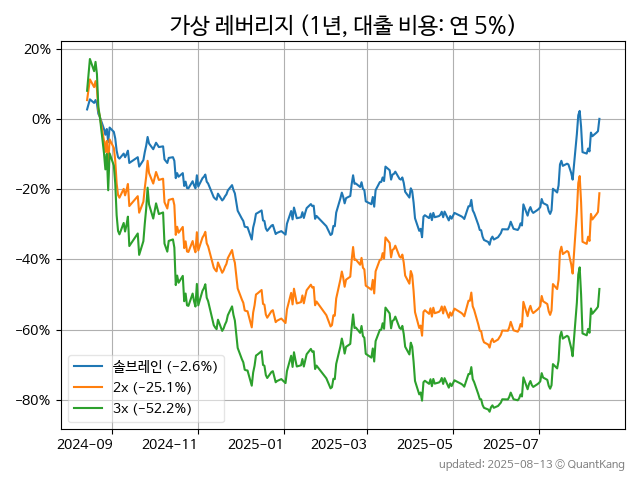 가상 레버리지 (1년, 대출 비용: 연 5%)
20%
0%
−20%
−40%
−60%
−80%
솔브레인 (−2.6%)
2x (−25.1%)
3x (−52.2%)
2024-09 2024-11 2025-01 2025-03 2025-05 2025-07
updated: 2025-08-13 © QuantKang